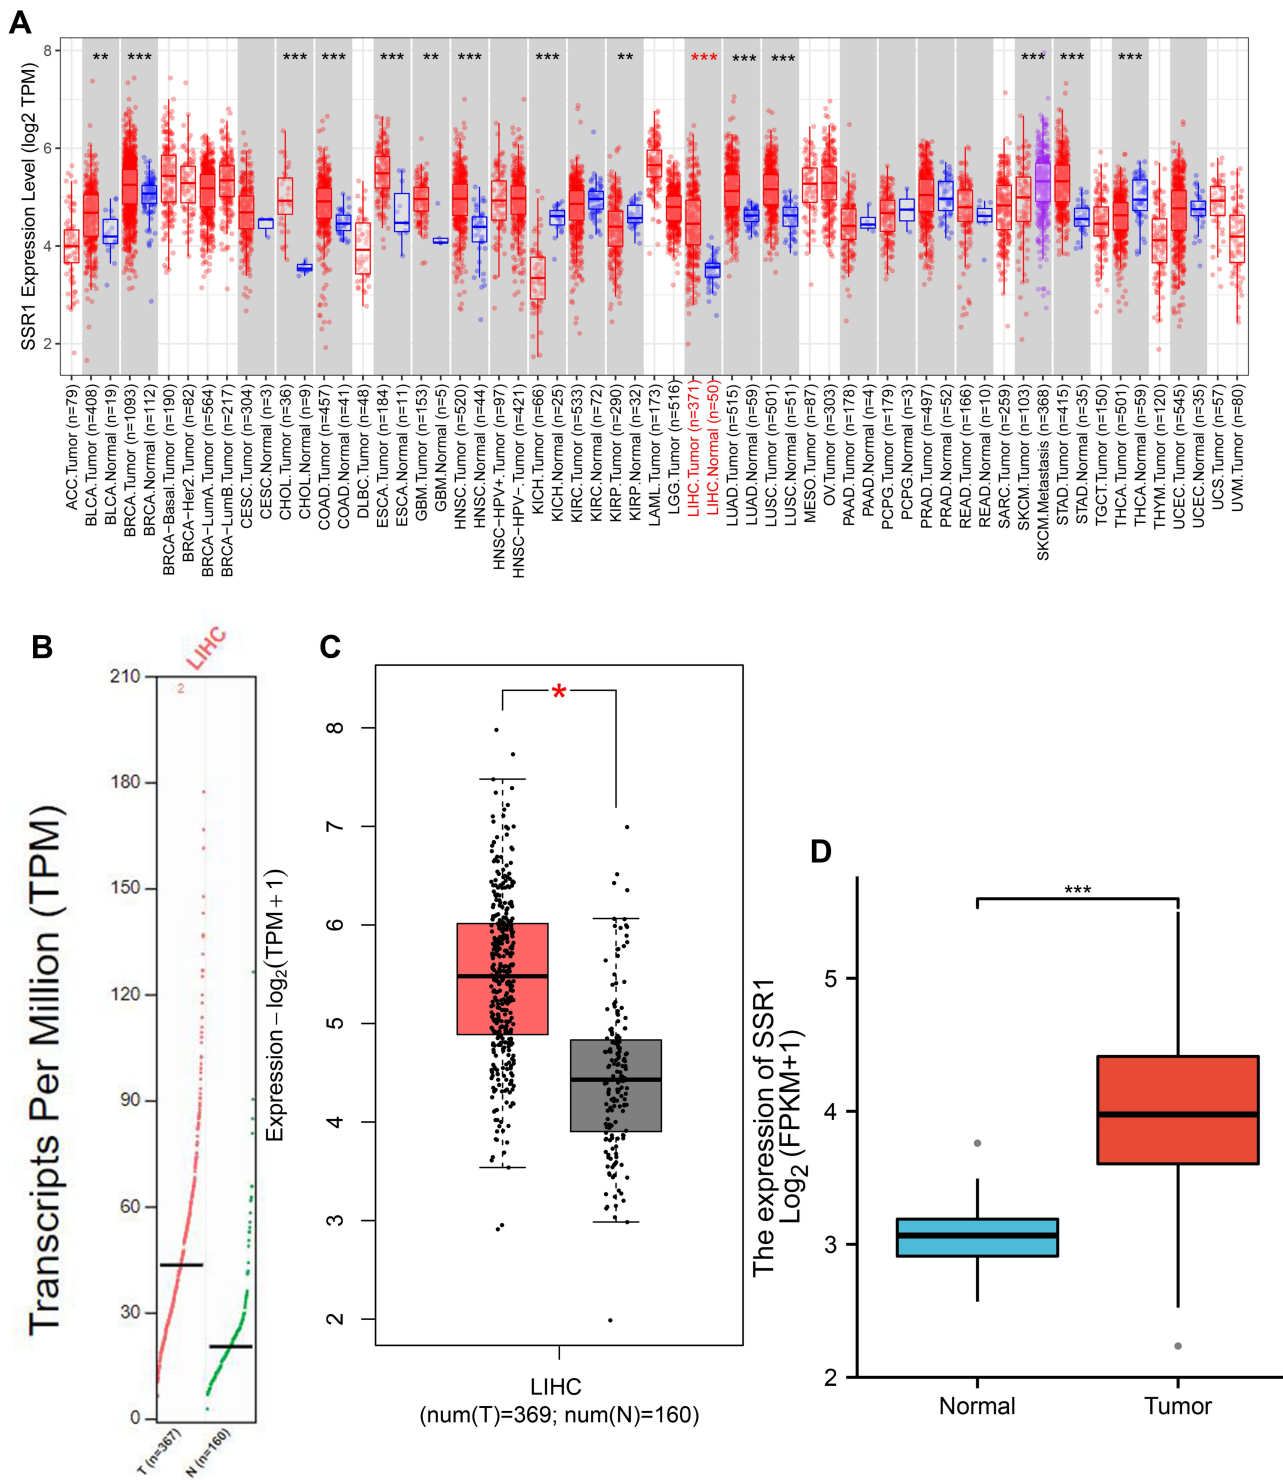 A
SSR1 Expression Level (log2 TPM)
8
6
4
2
** *** *** *** *** ** *** *** ** *** *** *** *** *** ***
ACC.Tumor (n=79)
BLCA.Tumor (n=408)
BLCA.Normal (n=19)
BRCA.Tumor (n=1093)
BRCA.Normal (n=112)
BRCA-Basal.Tumor (n=190)
BRCA-Her2.Tumor (n=82)
BRCA-LumA.Tumor (n=564)
BRCA-LumB.Tumor (n=217)
CESC.Tumor (n=304)
CESC.Normal (n=3)
CHOL.Tumor (n=36)
CHOL.Normal (n=9)
COAD.Tumor (n=457)
COAD.Normal (n=41)
DLBC.Tumor (n=48)
ESCA.Tumor (n=184)
ESCA.Normal (n=11)
GBM.Tumor (n=153)
GBM.Normal (n=5)
HNSC.Tumor (n=520)
HNSC.Normal (n=44)
HNSC-HPV+.Tumor (n=97)
HNSC-HPV-.Tumor (n=421)
KICH.Tumor (n=66)
KICH.Normal (n=25)
KIRC.Tumor (n=533)
KIRC.Normal (n=72)
KIRP.Tumor (n=290)
KIRP.Normal (n=32)
LAML.Tumor (n=173)
LGG.Tumor (n=516)
LIHC.Tumor (n=371)
LIHC.Normal (n=50)
LUAD.Tumor (n=515)
LUAD.Normal (n=59)
LUSC.Tumor (n=501)
LUSC.Normal (n=51)
MESO.Tumor (n=87)
OV.Tumor (n=303)
PAAD.Tumor (n=178)
PAAD.Normal (n=4)
PCPG.Tumor (n=179)
PCPG.Normal (n=3)
PRAD.Tumor (n=497)
PRAD.Normal (n=52)
READ.Tumor (n=166)
READ.Normal (n=10)
SARC.Tumor (n=259)
SKCM.Tumor (n=103)
SKCM.Metastasis (n=368)
STAD.Tumor (n=415)
STAD.Normal (n=35)
TGCT.Tumor (n=150)
THCA.Tumor (n=501)
THCA.Normal (n=59)
THYM.Tumor (n=120)
UCEC.Tumor (n=545)
UCEC.Normal (n=35)
UCS.Tumor (n=57)
UVM.Tumor (n=80)
B
LIHC
2
Transcripts Per Million (TPM)
210
180
150
120
90
60
30
0
T (n=367)
N (n=160)
C
*
Expression − log2(TPM + 1)
8
7
6
5
4
3
2
LIHC
(num(T)=369; num(N)=160)
D
***
The expression of SSR1
Log2 (FPKM+1)
5
4
3
2
Normal
Tumor